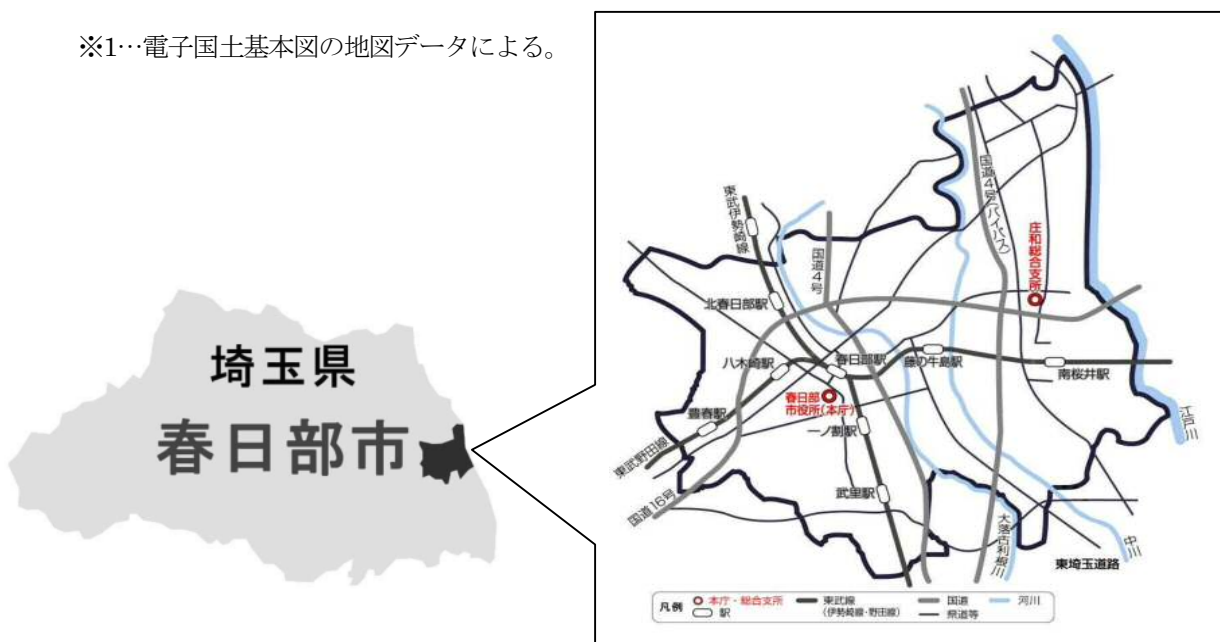 ※1…電子国土基本図の地図データによる。
埼玉県
春日部市
東武伊勢崎線
国道4号
国道4号(バイパス)
庄和総合支所
北春日部駅
八木崎駅
春日部駅
藤の牛島駅
南桜井駅
春日部
市役所(本庁)
豊春駅
一ノ割駅
東武野田線
武里駅
国道16号
江戸川
大落古利根川
中川
東埼玉道路
凡例
本庁・総合支所
駅
東武線
(伊勢崎線・野田線)
国道
県道等
河川